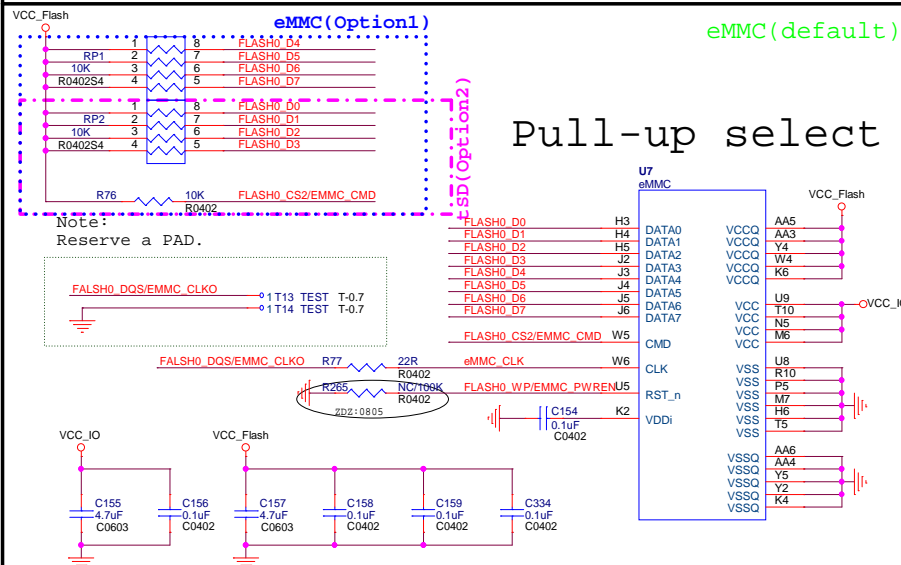 VCC_Flash
eMMC(Option1)
eMMC(default)
1 8 FLASH0_D4
RP1 2 7 FLASH0_D5
10K 3 6 FLASH0_D6
R0402S4 4 5 FLASH0_D7
1 8 FLASH0_D0
RP2 2 7 FLASH0_D1
10K 3 6 FLASH0_D2
R0402S4 4 5 FLASH0_D3
tSD(Option2)
R76 10K FLASH0_CS2/EMMC_CMD
R0402
Pull-up select
Note:
Reserve a PAD.
FALSH0_DQS/EMMC_CLKO 1 T13 TEST T-0.7
1 T14 TEST T-0.7
U7
eMMC
VCC_Flash
FLASH0_D0 H3 DATA0 VCCQ AA5
FLASH0_D1 H4 DATA1 VCCQ AA3
FLASH0_D2 H5 DATA2 VCCQ Y4
FLASH0_D3 J2 DATA3 VCCQ W4
FLASH0_D4 J3 DATA4 VCCQ K6
FLASH0_D5 J4 DATA5
FLASH0_D6 J5 DATA6 VCC U9
FLASH0_D7 J6 DATA7 VCC T10
VCC N5
VCC M6
FLASH0_CS2/EMMC_CMD W5 CMD
FALSH0_DQS/EMMC_CLKO R77 22R eMMC_CLK W6 CLK VSS U8
R0402
VSS R10
R265 NC/100K FLASH0_WP/EMMC_PWREN U5 RST_n VSS P5
R0402
ZDZ:0805
VSS M7
VSS H6
VSS T5
C154 K2 VDDi
0.1uF
C0402
VSSQ AA6
VSSQ AA4
VSSQ Y5
VSSQ Y2
VSSQ K4
VCC_IO VCC_Flash
C155 C156 C157 C158 C159 C334
4.7uF 0.1uF 4.7uF 0.1uF 0.1uF 0.1uF
C0603 C0402 C0603 C0402 C0402 C0402